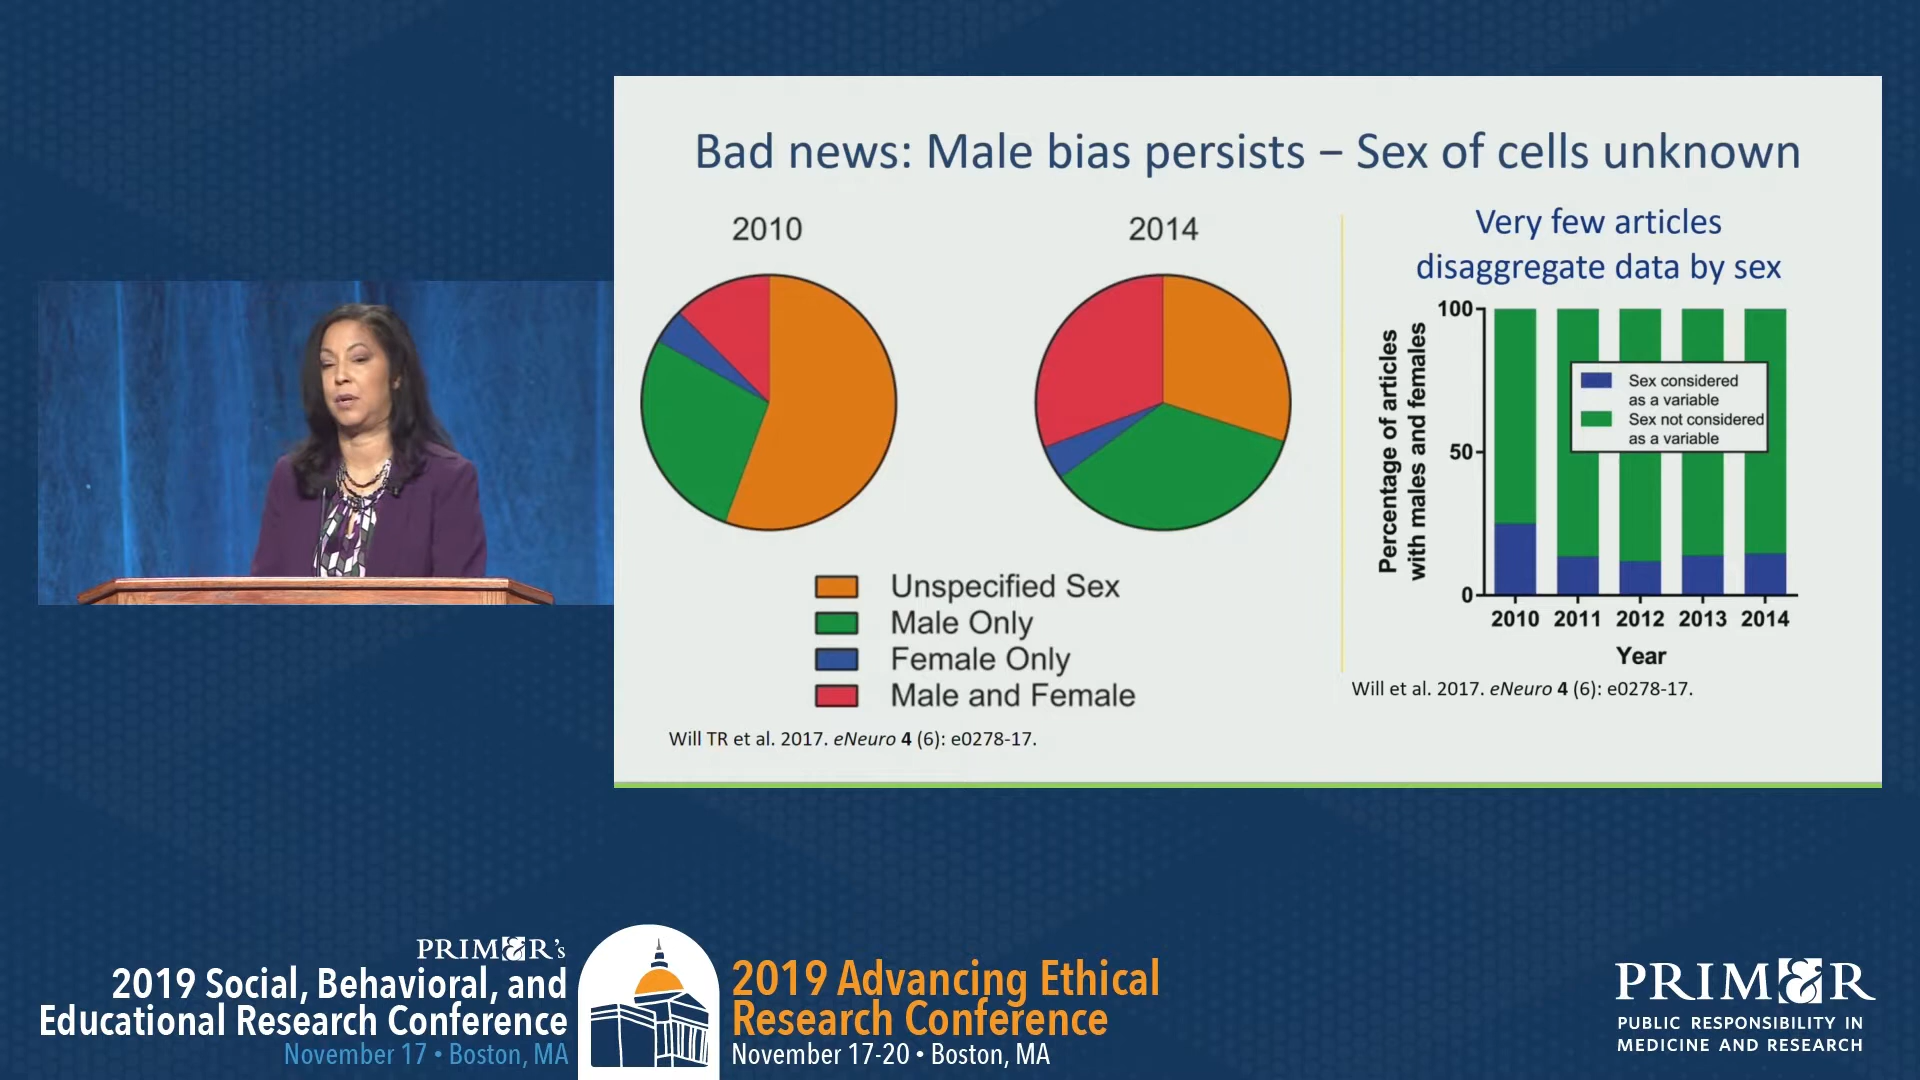 Bad news: Male bias persists – Sex of cells unknown
2010
2014
Unspecified Sex
Male Only
Female Only
Male and Female
Will TR et al. 2017. eNeuro 4 (6): e0278-17.
Very few articles
disaggregate data by sex
Percentage of articles
with males and females
100
50
0
Sex considered
as a variable
Sex not considered
as a variable
2010 2011 2012 2013 2014
Year
Will et al. 2017. eNeuro 4 (6): e0278-17.
PRIM&R's
2019 Social, Behavioral, and
Educational Research Conference
November 17 • Boston, MA
2019 Advancing Ethical
Research Conference
November 17-20 • Boston, MA
PRIM&R
PUBLIC RESPONSIBILITY IN
MEDICINE AND RESEARCH